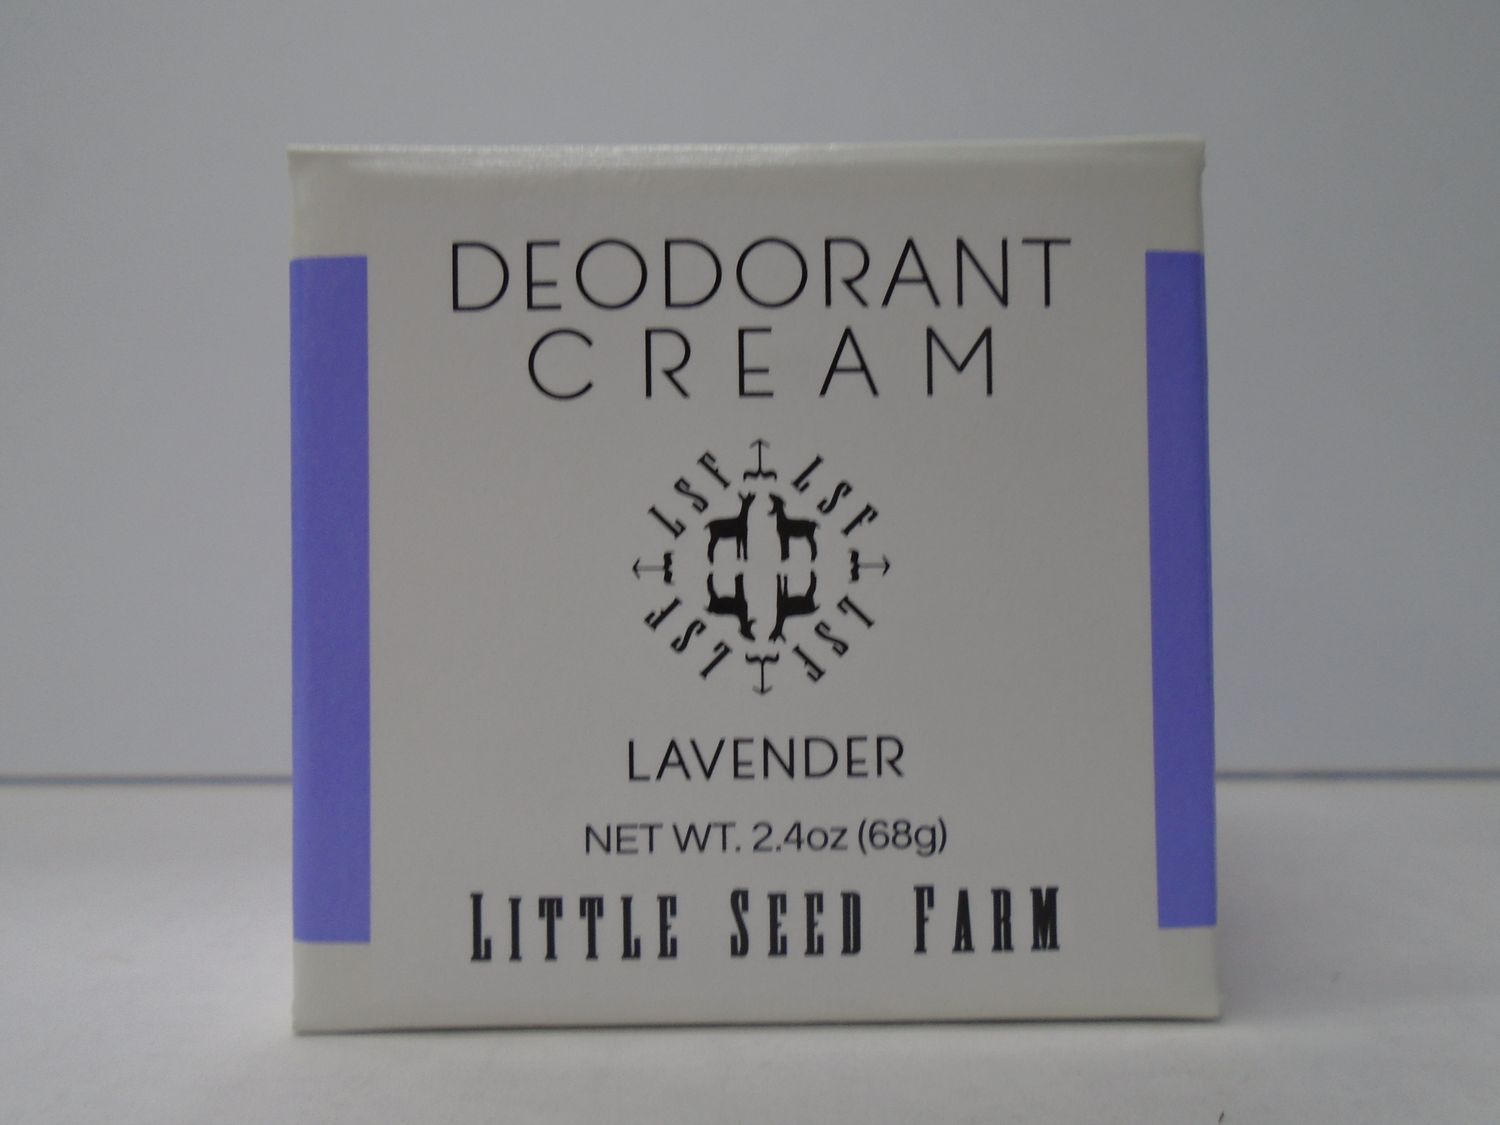 DEODORANT
CREAM
LSF LSF
LSF LSF
LAVENDER
NET WT. 2.4oz (68g)
LITTLE SEED FARM